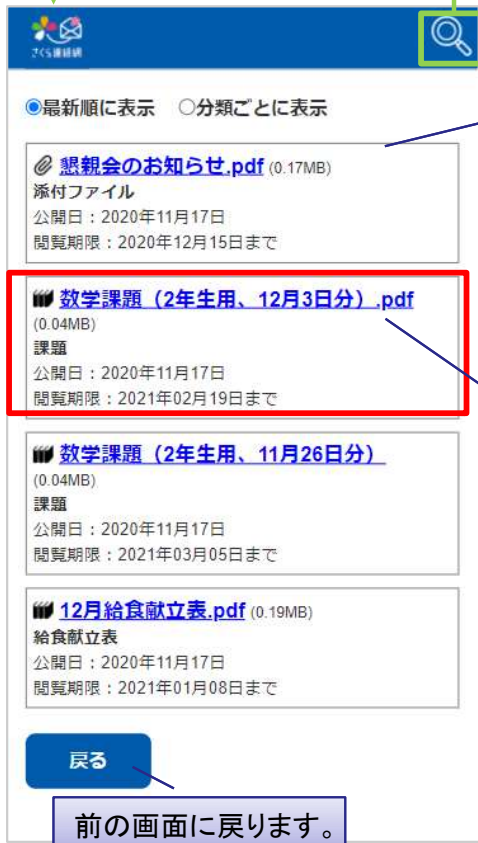 さくら連絡網
最新順に表示 分類ごとに表示
懇親会のお知らせ.pdf (0.17MB)
添付ファイル
公開日：2020年11月17日
閲覧期限：2020年12月15日まで
数学課題（2年生用、12月3日分）.pdf
(0.04MB)
課題
公開日：2020年11月17日
閲覧期限：2021年02月19日まで
数学課題（2年生用、11月26日分）
(0.04MB)
課題
公開日：2020年11月17日
閲覧期限：2021年03月05日まで
12月給食献立表.pdf (0.19MB)
給食献立表
公開日：2020年11月17日
閲覧期限：2021年01月08日まで
戻る
前の画面に戻ります。